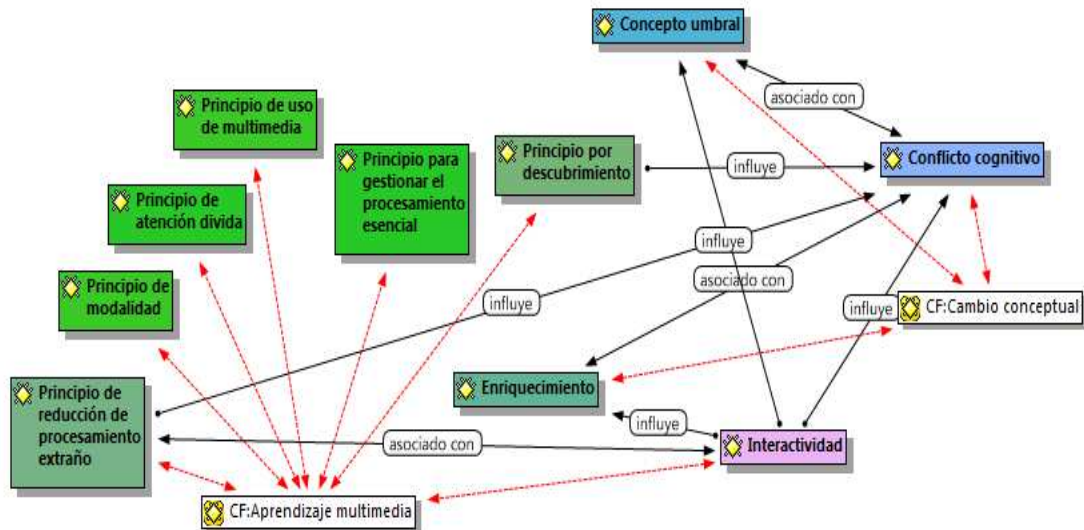 Concepto umbral
asociado con
Principio de uso
de multimedia
Principio para
gestionar el
procesamiento
esencial
Principio por
descubrimiento
influye
Conflicto cognitivo
Principio de
atención divida
influye
asociado con
Principio de
modalidad
influye
influye
CF:Cambio conceptual
Principio de
reducción de
procesamiento
extraño
Enriquecimiento
influye
asociado con
Interactividad
CF:Aprendizaje multimedia